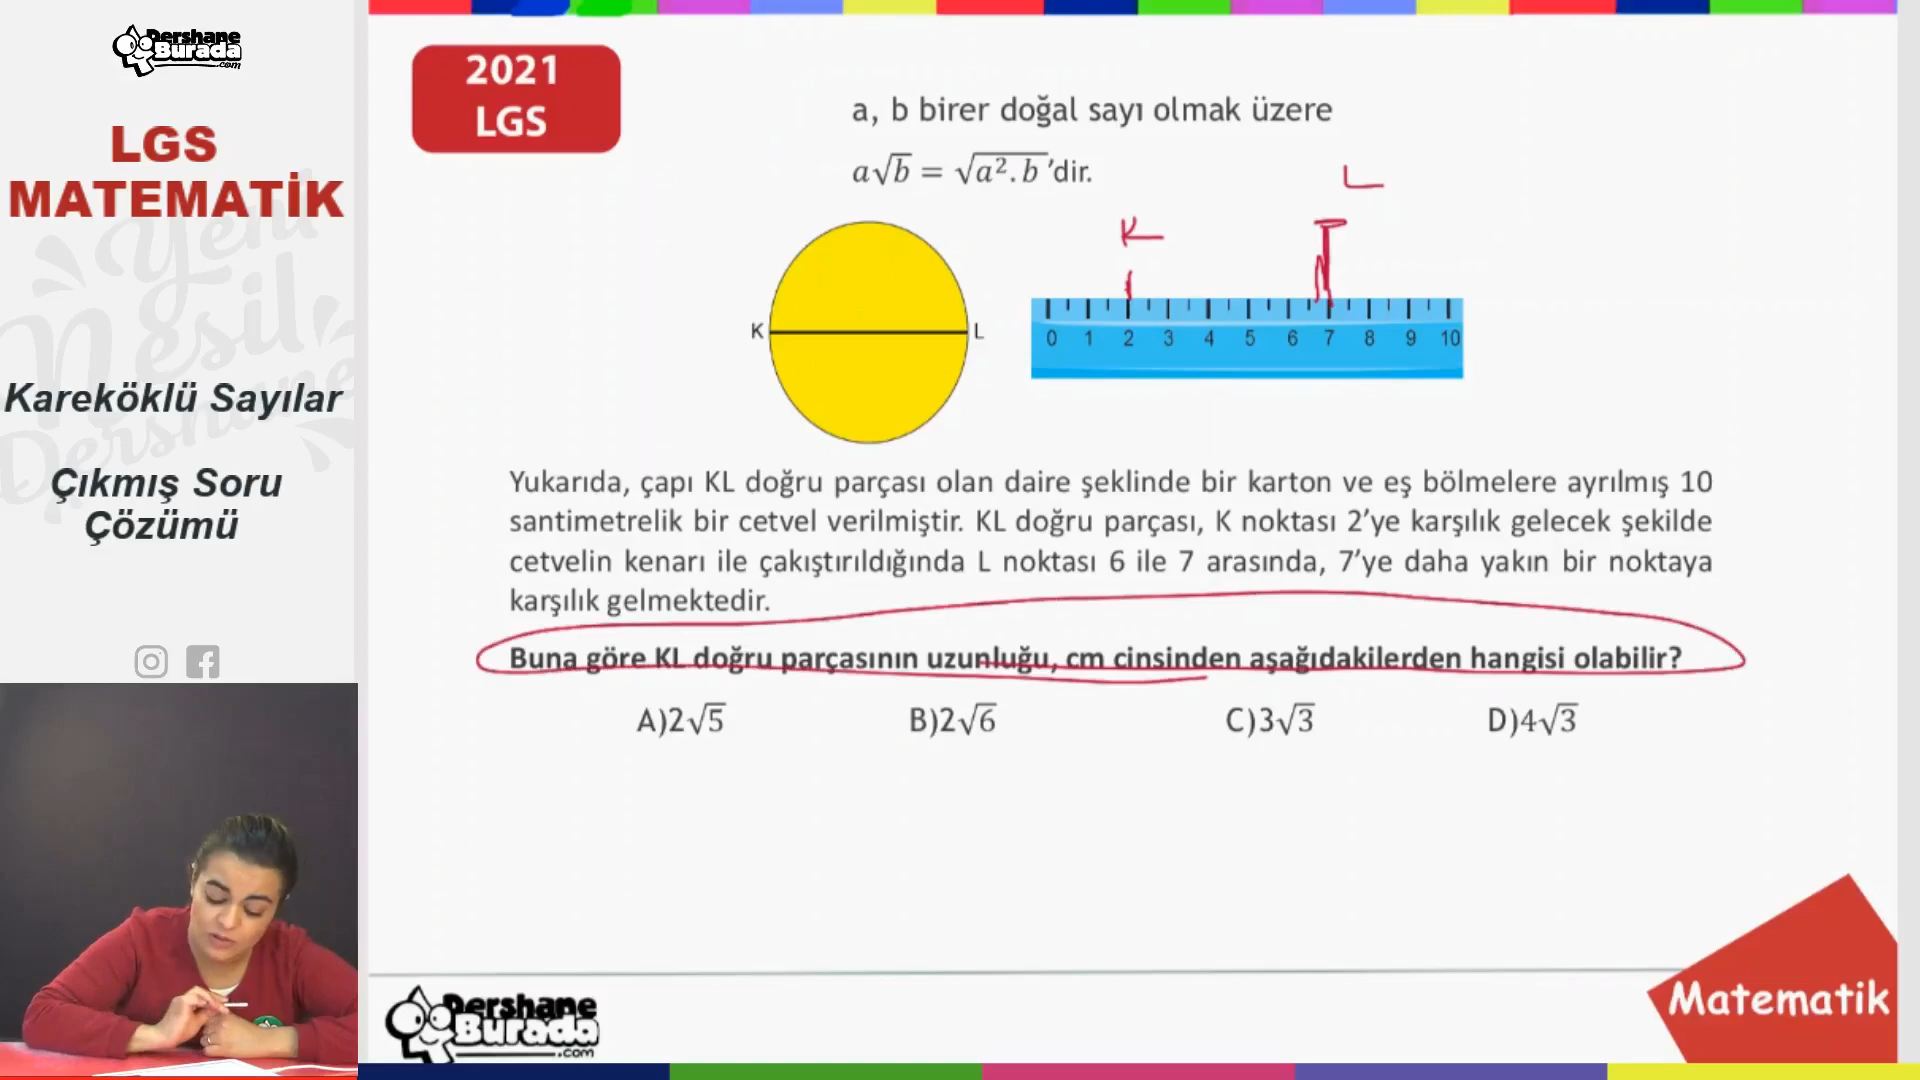 Dershane
Burada
.com
LGS
MATEMATİK
Yeni
Nesil
Dershane
Kareköklü Sayılar
Çıkmış Soru
Çözümü
2021
LGS
a, b birer doğal sayı olmak üzere
a√b = √a².b 'dir.
L
K
K
L
0 1 2 3 4 5 6 7 8 9 10
Yukarıda, çapı KL doğru parçası olan daire şeklinde bir karton ve eş bölmelere ayrılmış 10
santimetrelik bir cetvel verilmiştir. KL doğru parçası, K noktası 2’ye karşılık gelecek şekilde
cetvelin kenarı ile çakıştırıldığında L noktası 6 ile 7 arasında, 7’ye daha yakın bir noktaya
karşılık gelmektedir.
Buna göre KL doğru parçasının uzunluğu, cm cinsinden aşağıdakilerden hangisi olabilir?
A)2√5 B)2√6 C)3√3 D)4√3
Dershane
Burada
.com
Matematik